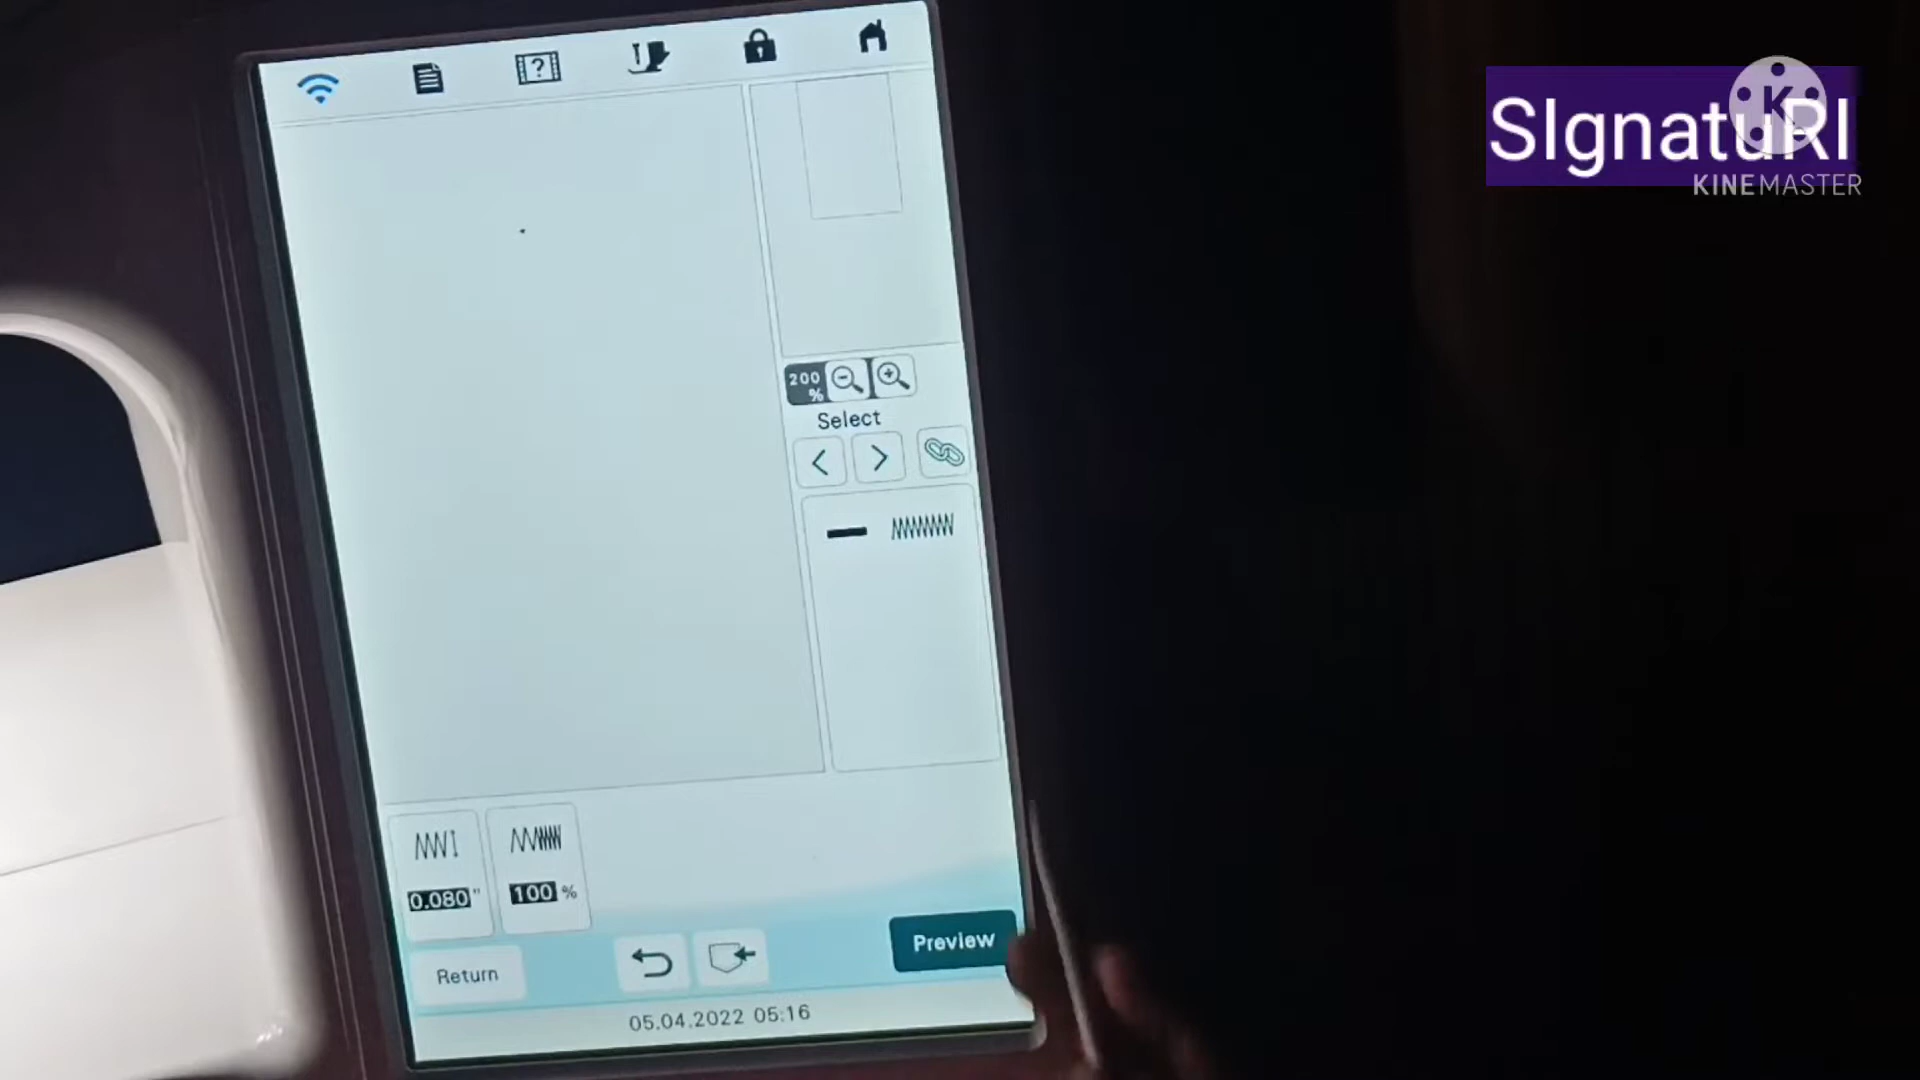 SIgnatuRI
KINEMASTER
200
%
Select
0.080"
100 %
Preview
Return
05.04.2022 05:16